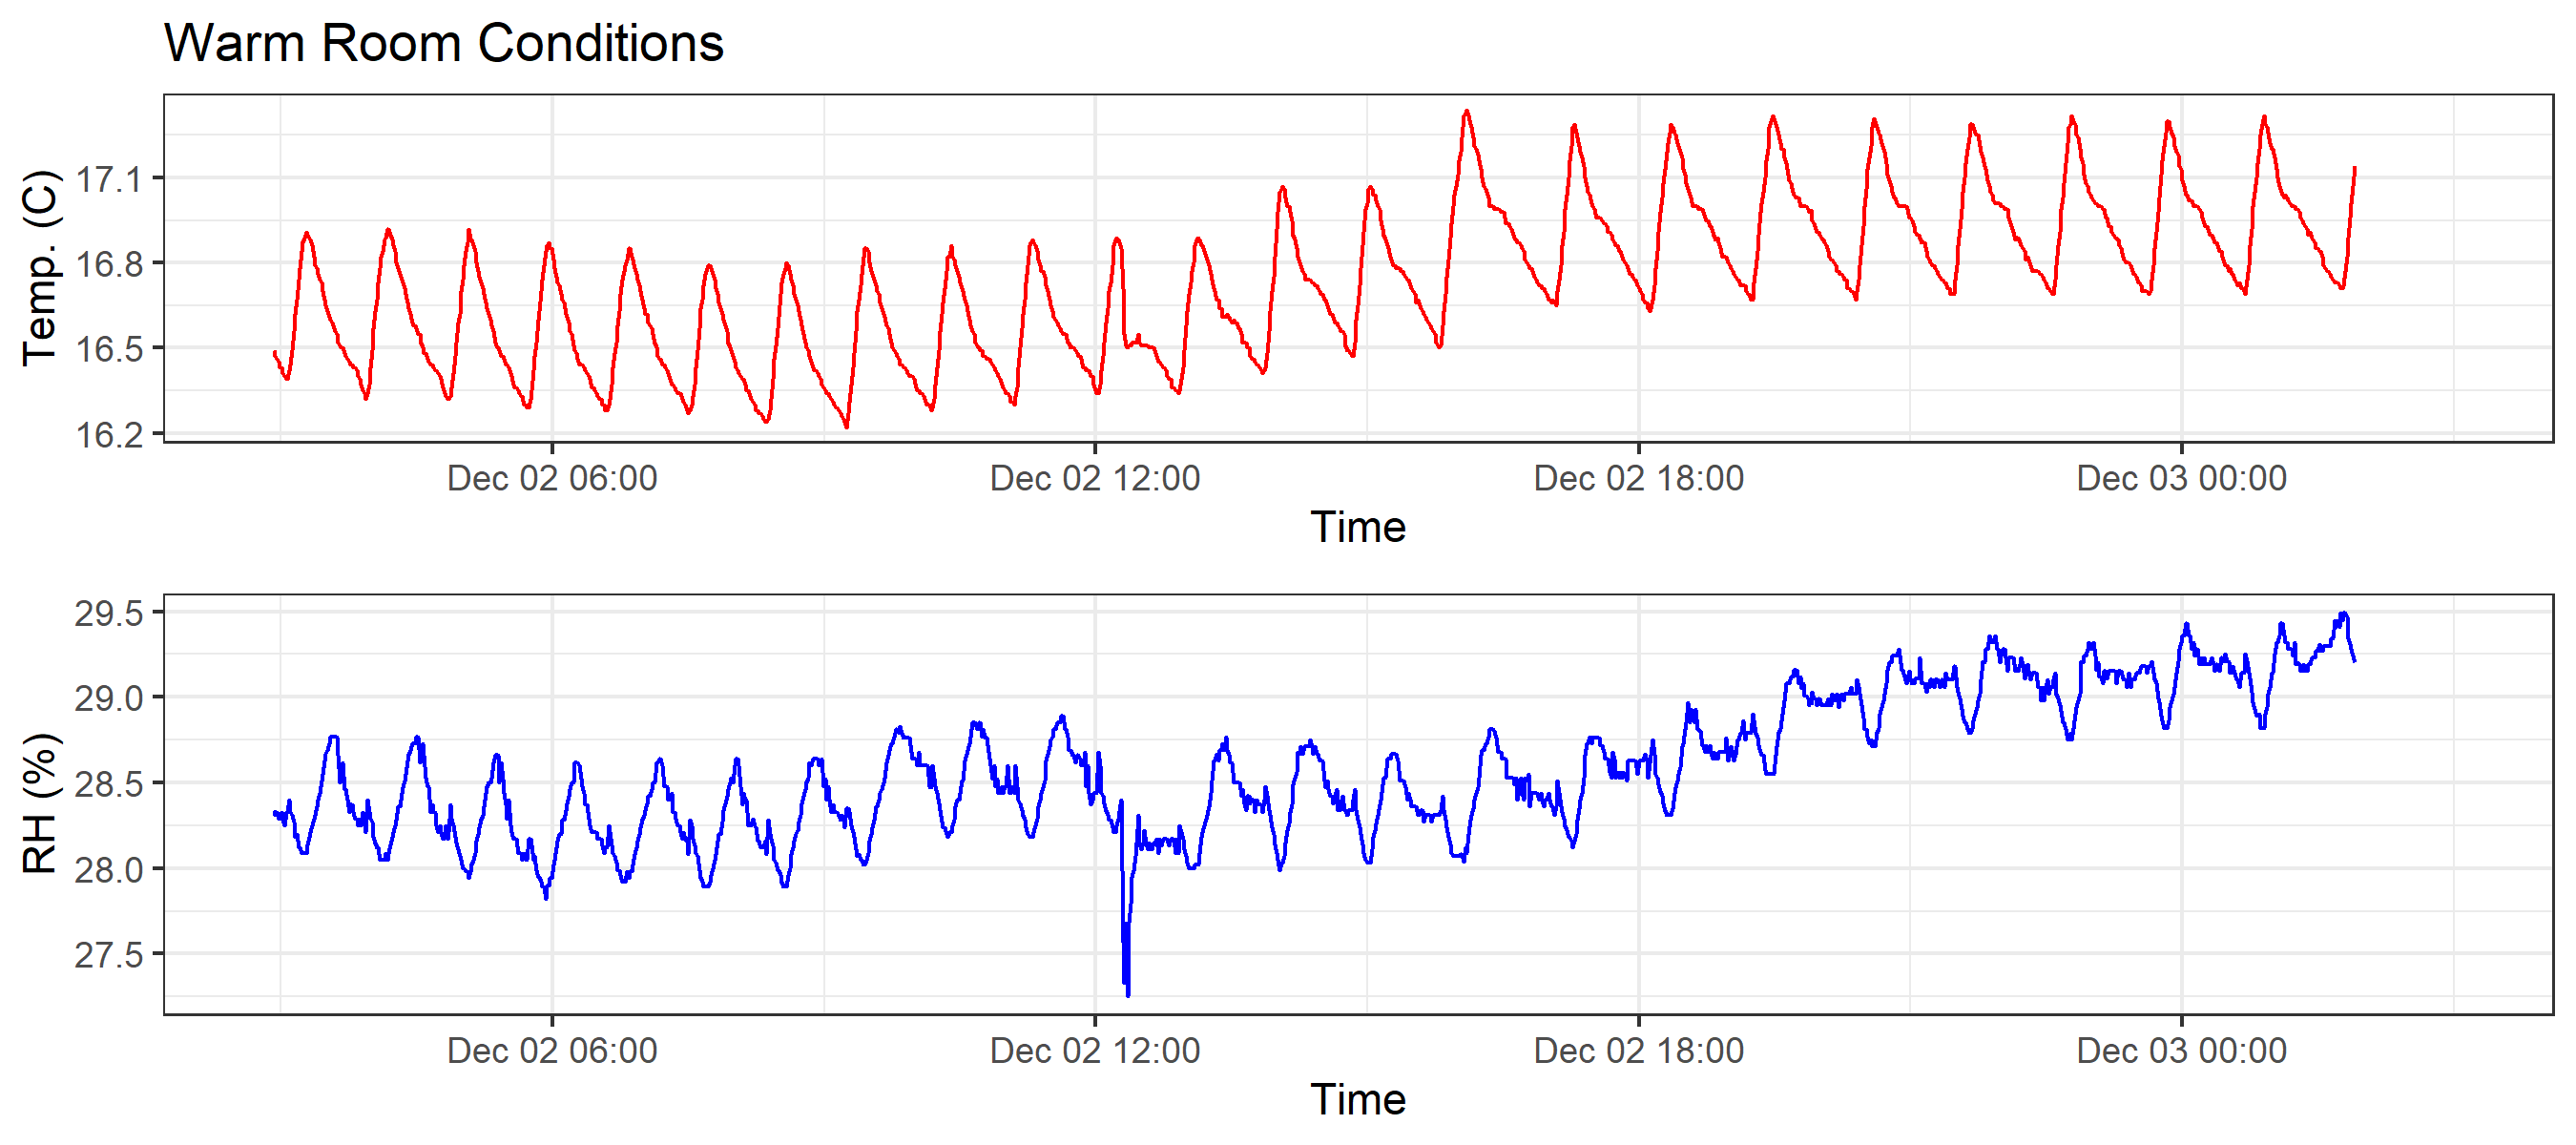 Warm Room Conditions
Temp. (C)
17.1
16.8
16.5
16.2
Dec 02 06:00 Dec 02 12:00 Dec 02 18:00 Dec 03 00:00
Time
RH (%)
29.5
29.0
28.5
28.0
27.5
Dec 02 06:00 Dec 02 12:00 Dec 02 18:00 Dec 03 00:00
Time